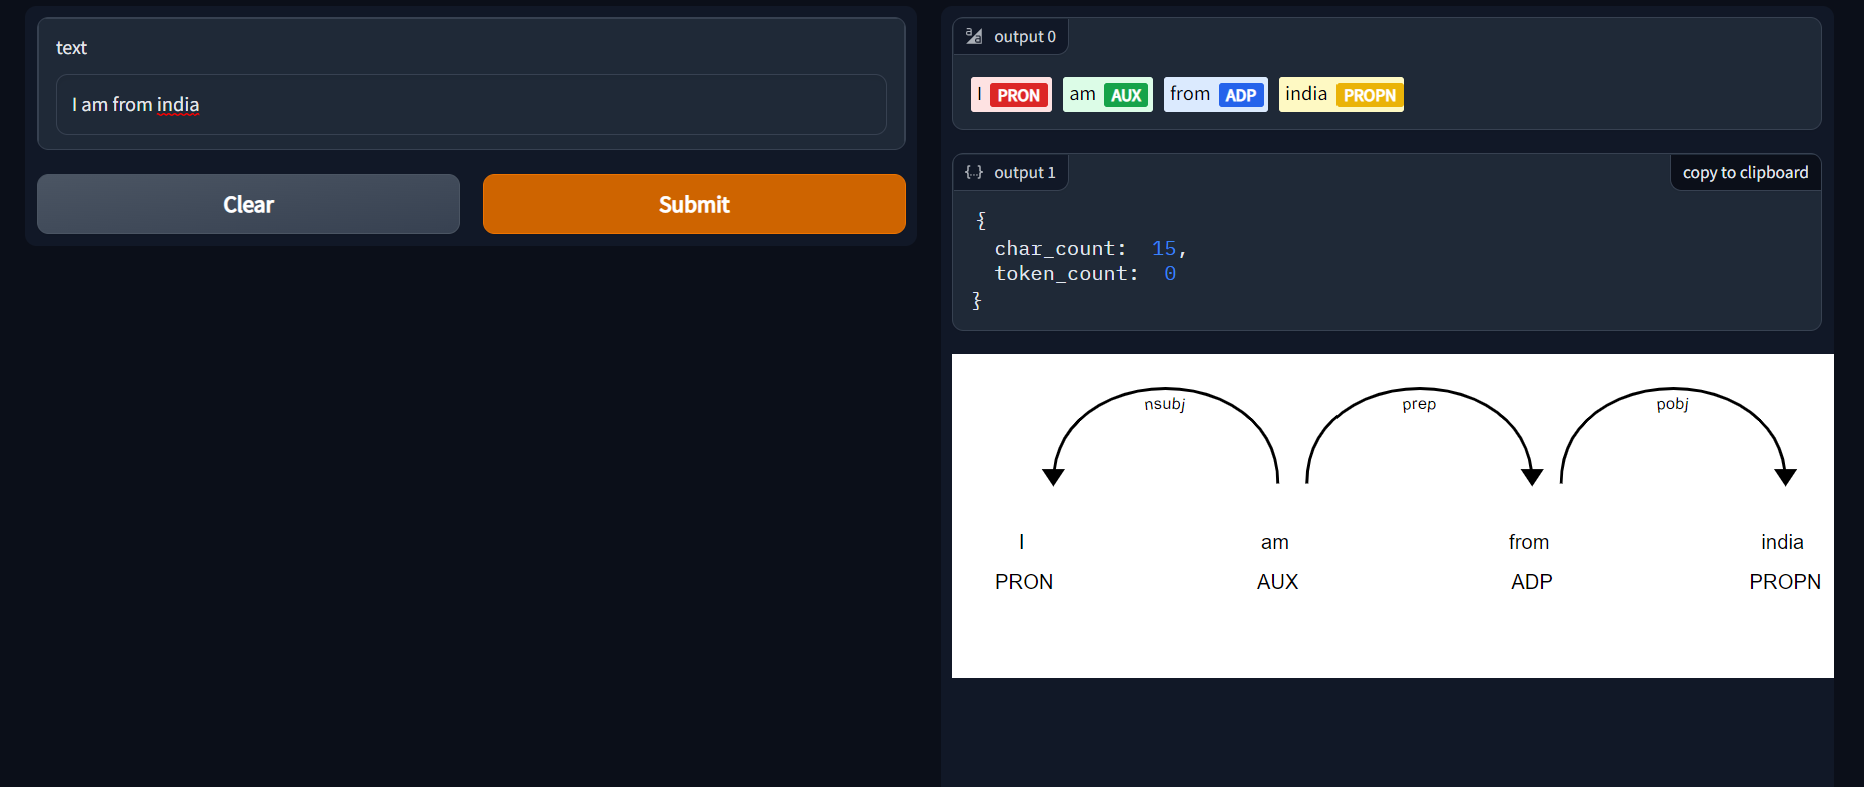 text
I am from india
Clear
Submit
output 0
I PRON am AUX from ADP india PROPN
output 1
copy to clipboard
{
char_count: 15,
token_count: 0
}
nsubj prep pobj
I am from india
PRON AUX ADP PROPN